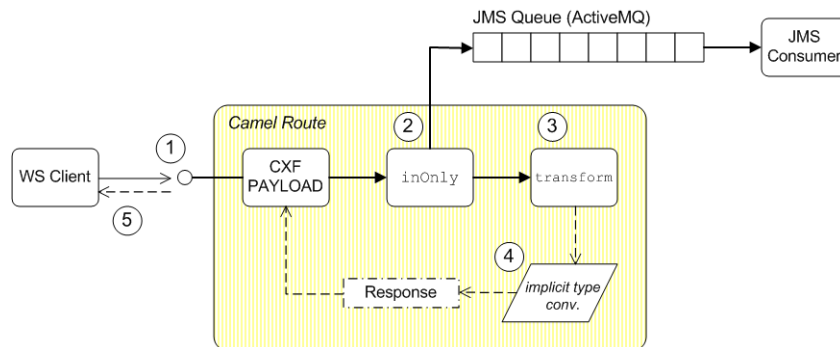 JMS Queue (ActiveMQ)
JMS
Consumer
Camel Route
2
3
1
WS Client
CXF
PAYLOAD
inOnly
transform
5
4
Response
implicit type
conv.